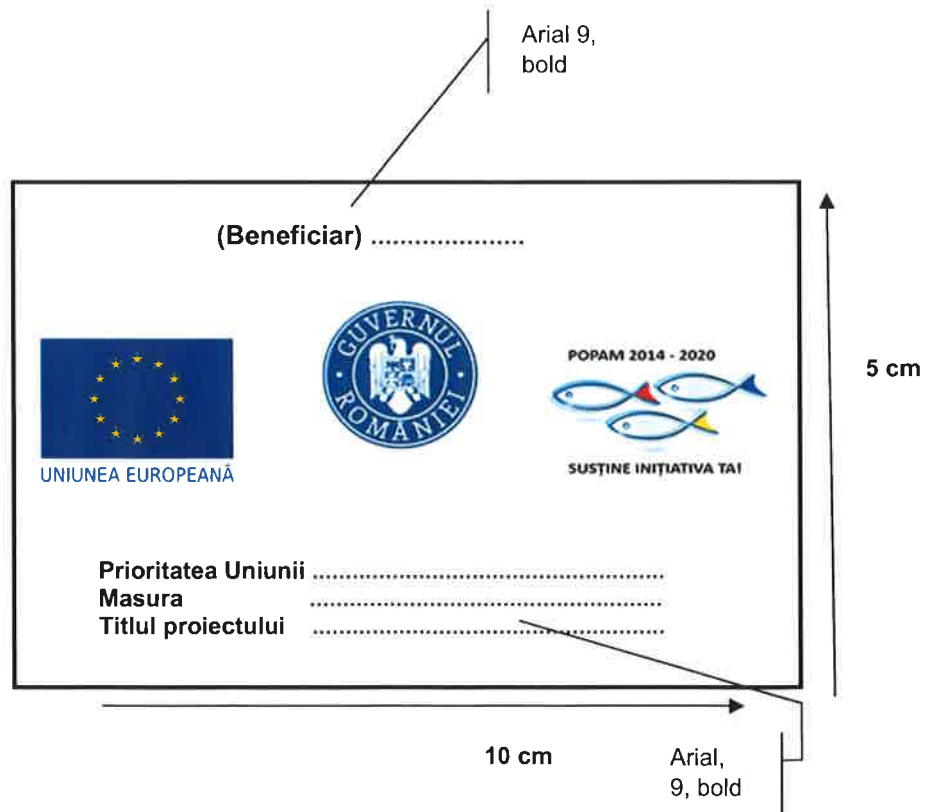 Arial 9,
bold
(Beneficiar) ......................
GUVERNUL ROMÂNIEI
POPAM 2014 - 2020
5 cm
UNIUNEA EUROPEANĂ
SUSȚINE INIȚIATIVA TA!
Prioritatea Uniunii ..................................................
Masura ..................................................
Titlul proiectului ..................................................
10 cm
Arial,
9, bold